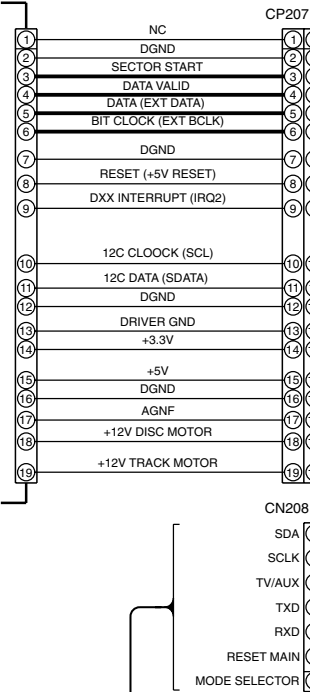 CP207
1 NC 1
2 DGND 2
3 SECTOR START 3
4 DATA VALID 4
5 DATA (EXT DATA) 5
6 BIT CLOCK (EXT BCLK) 6
7 DGND 7
8 RESET (+5V RESET) 8
9 DXX INTERRUPT (IRQ2) 9
10 12C CLOOCK (SCL) 10
11 12C DATA (SDATA) 11
12 DGND 12
13 DRIVER GND 13
14 +3.3V 14
15 +5V 15
16 DGND 16
17 AGNF 17
18 +12V DISC MOTOR 18
19 +12V TRACK MOTOR 19
CN208
SDA
SCLK
TV/AUX
TXD
RXD
RESET MAIN
MODE SELECTOR